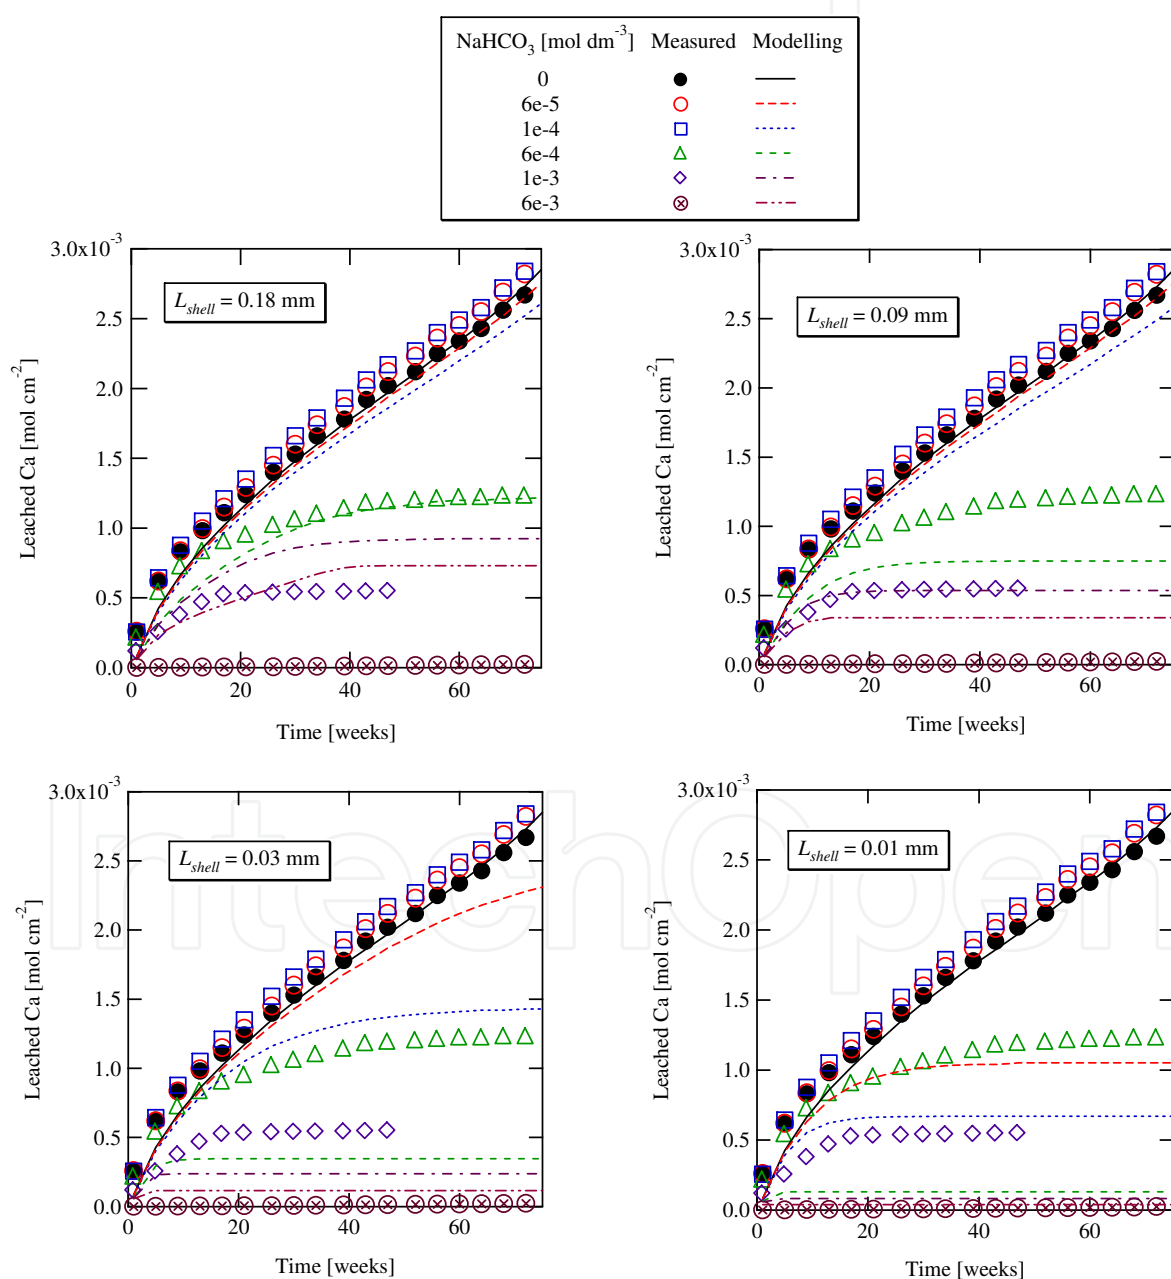 NaHCO3 [mol dm-3] Measured Modelling
0
6e-5
1e-4
6e-4
1e-3
6e-3
3.0x10-3
2.5
2.0
1.5
1.0
0.5
0.0
Leached Ca [mol cm-2]
Lshell = 0.18 mm
0 20 40 60
Time [weeks]
3.0x10-3
2.5
2.0
1.5
1.0
0.5
0.0
Leached Ca [mol cm-2]
Lshell = 0.09 mm
0 20 40 60
Time [weeks]
3.0x10-3
2.5
2.0
1.5
1.0
0.5
0.0
Leached Ca [mol cm-2]
Lshell = 0.03 mm
0 20 40 60
Time [weeks]
3.0x10-3
2.5
2.0
1.5
1.0
0.5
0.0
Leached Ca [mol cm-2]
Lshell = 0.01 mm
0 20 40 60
Time [weeks]
IntechOpen